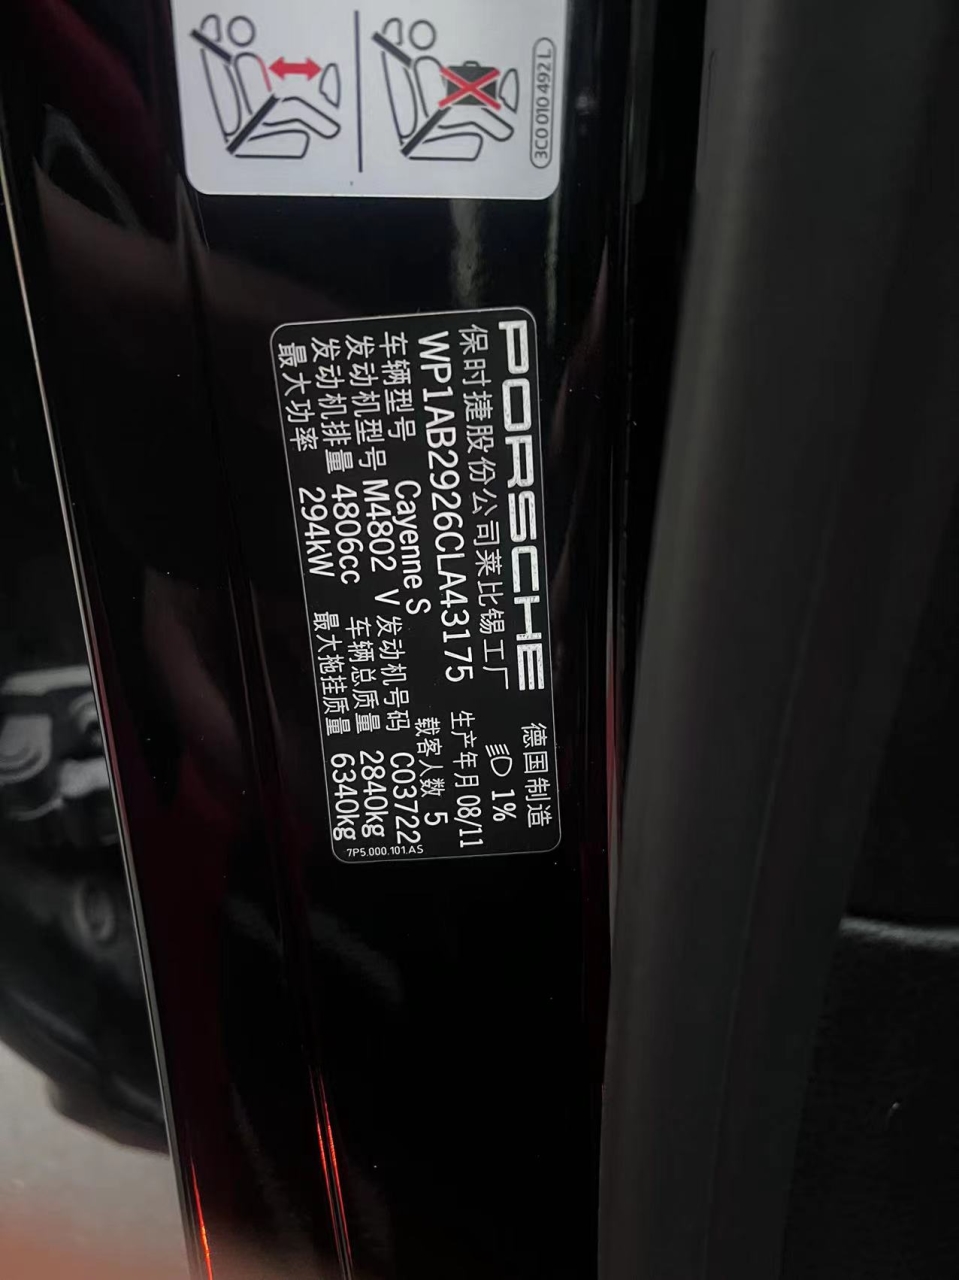 3C0 010 492 L
PORSCHE 德国制造
保时捷股份公司莱比锡工厂 1%
WP1AB2926CLA43175 生产年月 08/11
车辆型号 Cayenne S 载客人数 5
发动机型号 M4802 V 发动机号码 C03722
发动机排量 4806cc 车辆总质量 2840kg
最大功率 294kW 最大拖挂质量 6340kg
7P5.000.101.AS